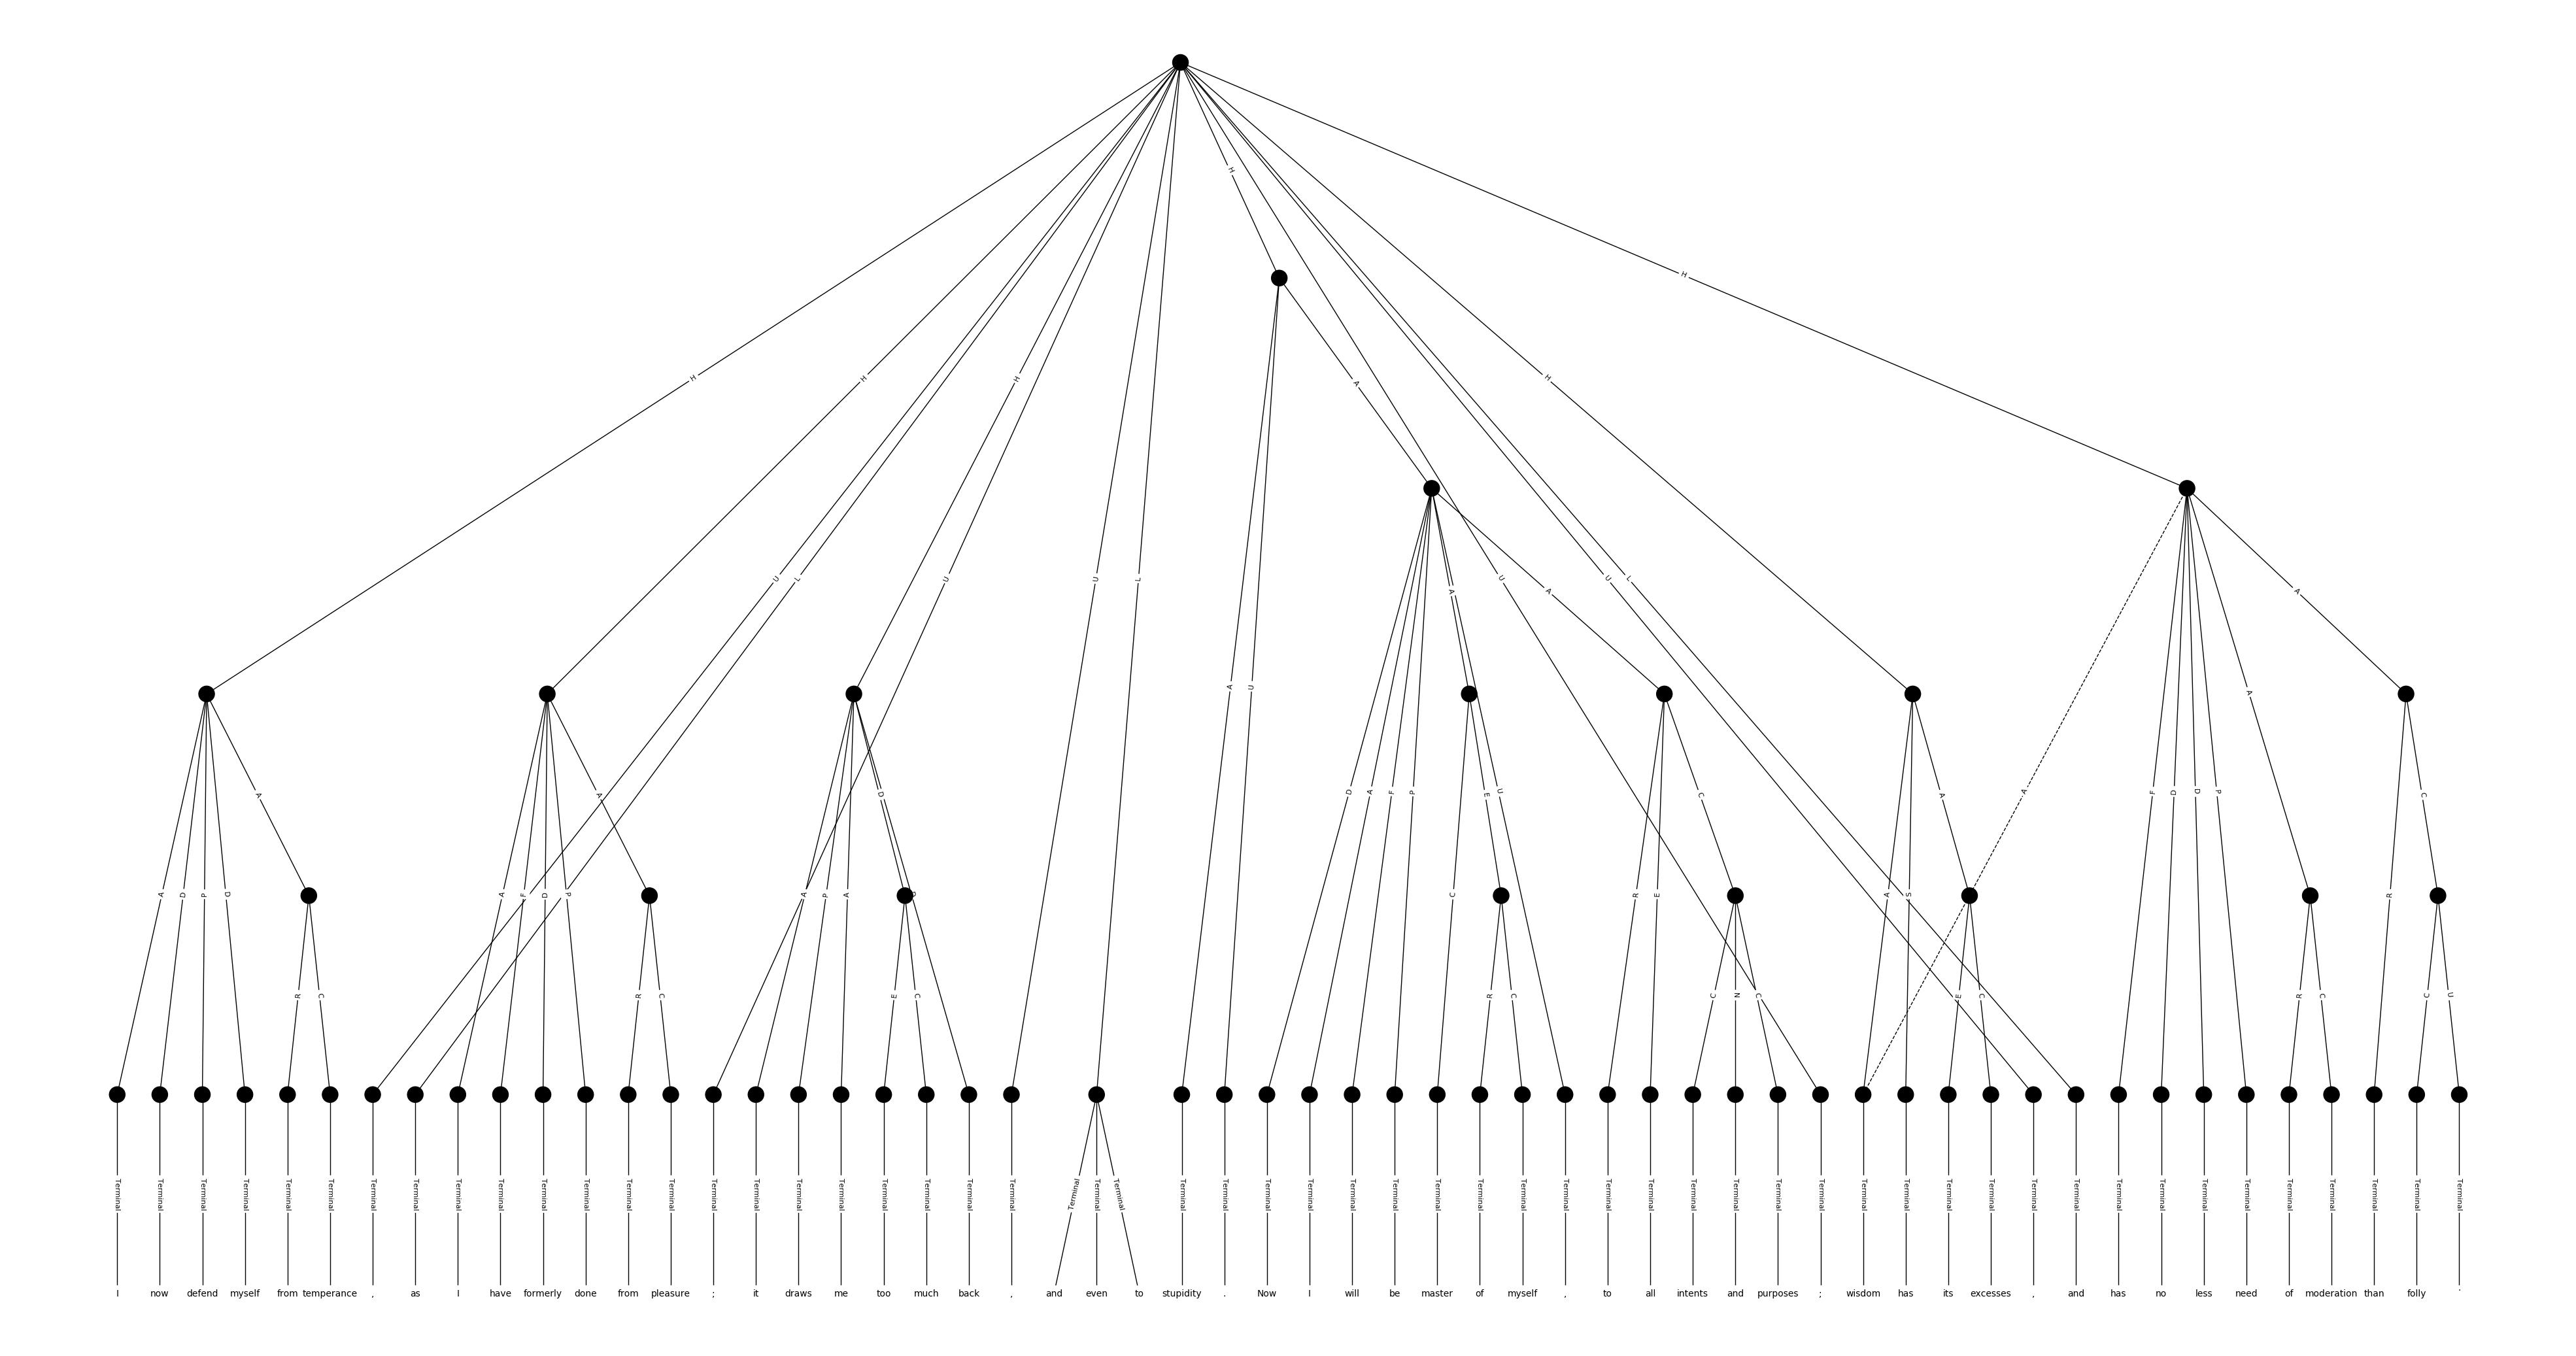 H
H
H
H
H
U
H
L
U
L
U
L
A
U
H
A
U
A
A
U
L
A
A
C
R
A
D
P
D
A
A
F
D
P
A
A
P
A
D
D
A
U
D
A
F
P
C
E
U
R
E
C
A
S
A
F
D
D
P
A
R
C
R
C
R
C
E
C
R
C
C
N
C
E
C
R
C
C
U
Terminal Terminal Terminal Terminal Terminal Terminal Terminal Terminal Terminal Terminal Terminal Terminal Terminal Terminal Terminal Terminal Terminal Terminal Terminal Terminal Terminal Terminal Terminal Terminal Terminal Terminal Terminal Terminal Terminal Terminal Terminal Terminal Terminal Terminal Terminal Terminal Terminal Terminal Terminal Terminal Terminal Terminal Terminal Terminal Terminal Terminal Terminal Terminal Terminal Terminal Terminal Terminal Terminal Terminal Terminal Terminal
I now defend myself from temperance , as I have formerly done from pleasure ; it draws me too much back , and even to stupidity . Now I will be master of myself , to all intents and purposes ; wisdom has its excesses , and has no less need of moderation than folly .